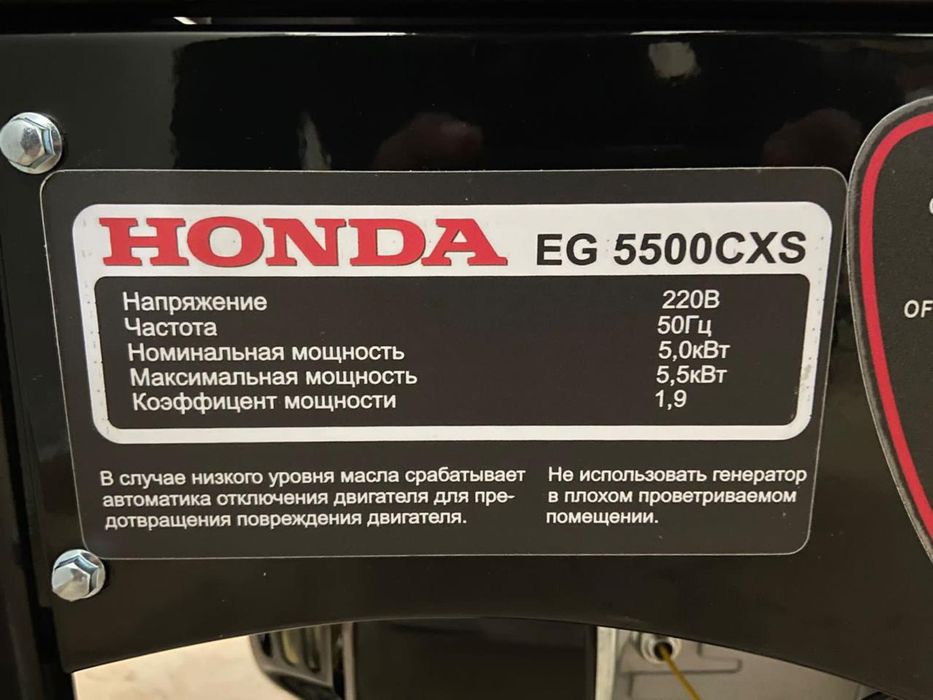 HONDA EG 5500CXS
Напряжение 220В
Частота 50Гц
Номинальная мощность 5,0кВт
Максимальная мощность 5,5кВт
Коэффицент мощности 1,9
В случае низкого уровня масла срабатывает
автоматика отключения двигателя для пре-
дотвращения повреждения двигателя.
Не использовать генератор
в плохом проветриваемом
помещении.
OF